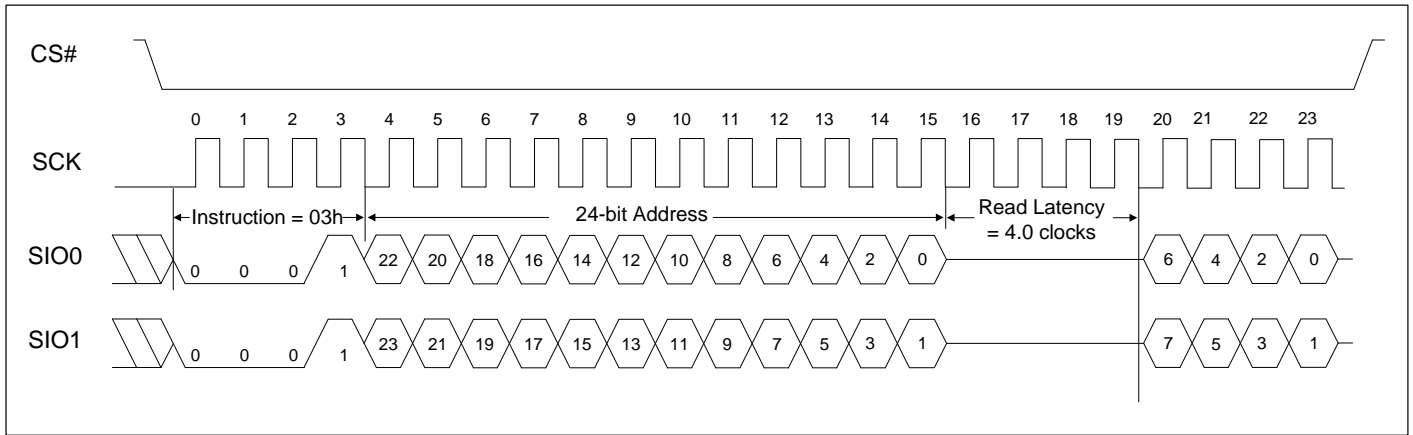 CS#
0 1 2 3 4 5 6 7 8 9 10 11 12 13 14 15 16 17 18 19 20 21 22 23
SCK
Instruction = 03h
24-bit Address
Read Latency
= 4.0 clocks
SIO0
0 0 0 1 22 20 18 16 14 12 10 8 6 4 2 0 6 4 2 0
SIO1
0 0 0 1 23 21 19 17 15 13 11 9 7 5 3 1 7 5 3 1